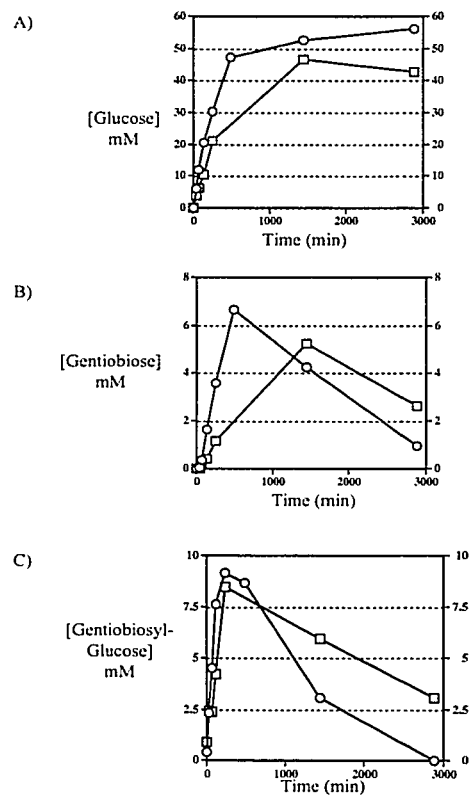 A)
[Glucose]
mM
60 60
50 50
40 40
30 30
20 20
10 10
0 0
0 1000 2000 3000
Time (min)
B)
[Gentiobiose]
mM
8 8
6 6
4 4
2 2
0 0
0 1000 2000 3000
Time (min)
C)
[Gentiobiosyl-
Glucose]
mM
10 10
7.5 7.5
5 5
2.5 2.5
0 0
0 1000 2000 3000
Time (min)